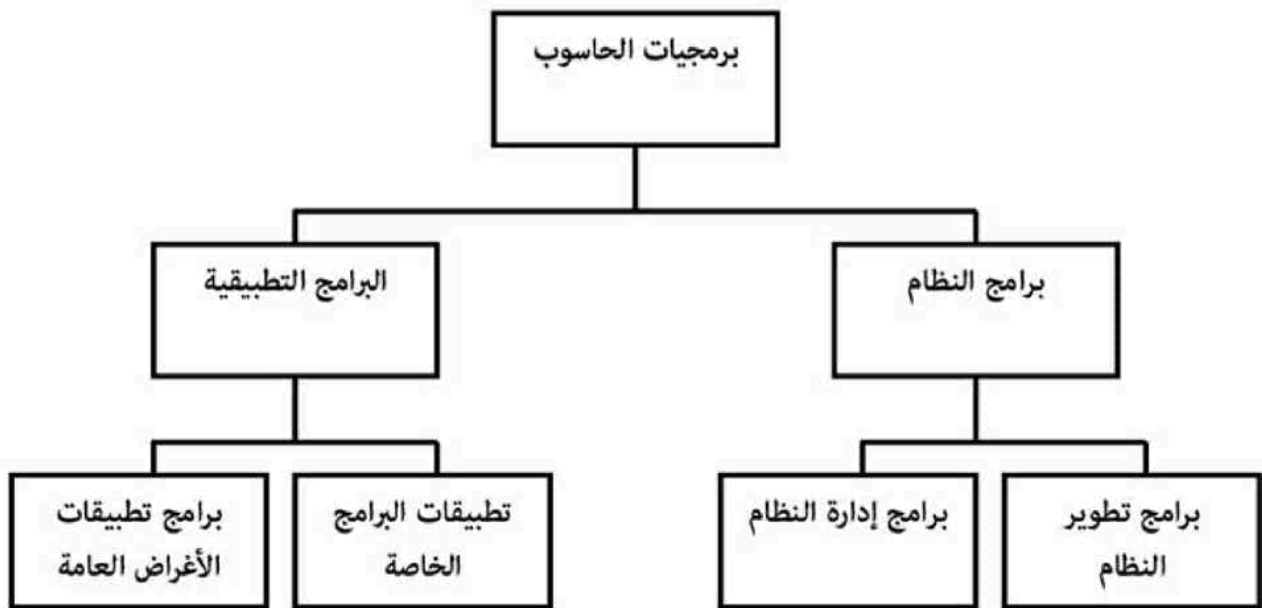 برمجيات الحاسوب
برامج النظام
البرامج التطبيقية
برامج تطوير
النظام
برامج إدارة النظام
تطبيقات البرامج
الخاصة
برامج تطبيقات
الأغراض العامة